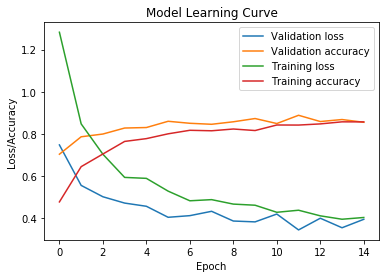 Model Learning Curve
Loss/Accuracy
1.2
1.0
0.8
0.6
0.4
Validation loss
Validation accuracy
Training loss
Training accuracy
0 2 4 6 8 10 12 14
Epoch